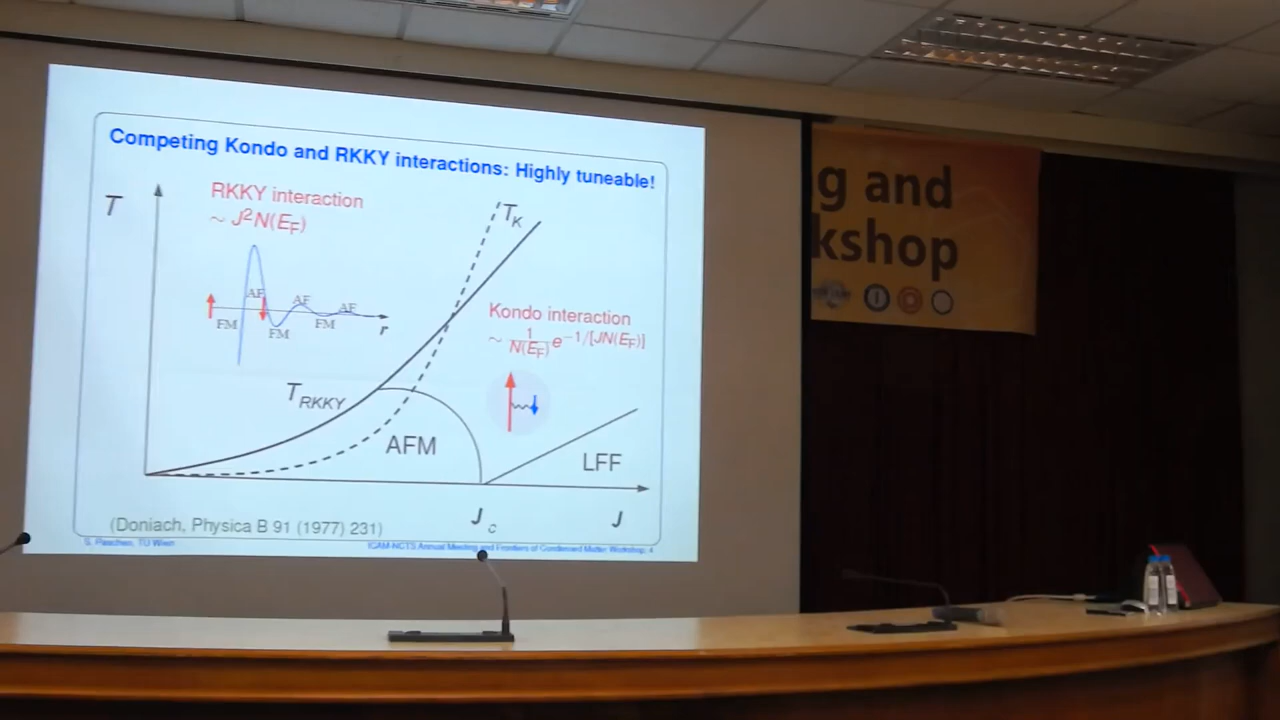 Competing Kondo and RKKY interactions: Highly tuneable!
T
RKKY interaction
~ J²N(E_F)
T_K
AF
AF
AF
FM
FM
FM
r
Kondo interaction
~ 1/N(E_F) e^−1/[JN(E_F)]
T_RKKY
AFM
LFF
J_c
J
(Doniach, Physica B 91 (1977) 231)
S. Paschen, TU Wien
ICAM-NCTS Annual Meeting and Frontiers of Condensed Matter Workshop, 4
g and
kshop